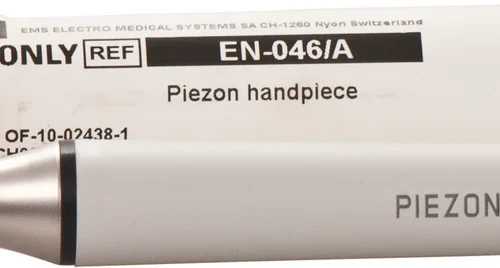 EMS ELECTRO MEDICAL SYSTEMS SA CH-1260 Nyon Switzerland
ONLY REF EN-046/A
Piezon handpiece
OF-10-02438-1
PIEZON